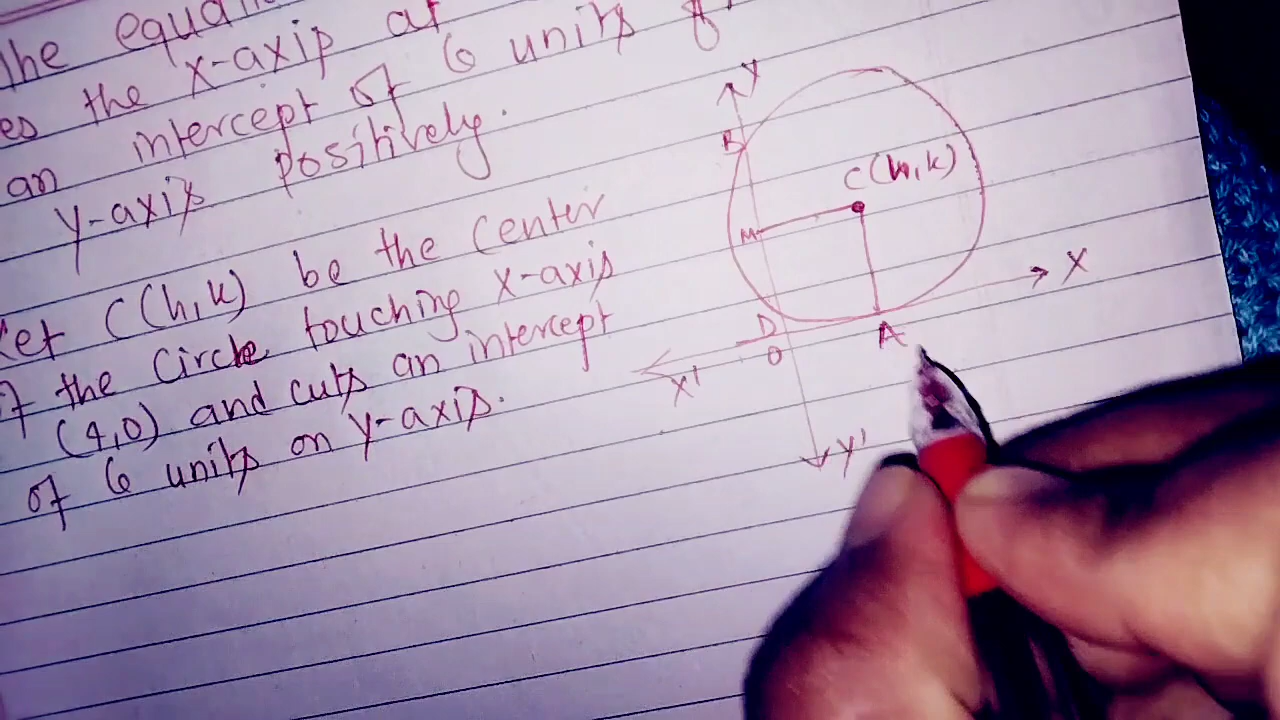 the equa
es the x-axis at
an intercept of 6 units f
y-axis positively.
Let C(h,k) be the center
of the Circle touching x-axis
(4,0) and cuts an intercept
of 6 units on y-axis.
Y
B
C(h,k)
M
X
D
O
A
X'
Y'